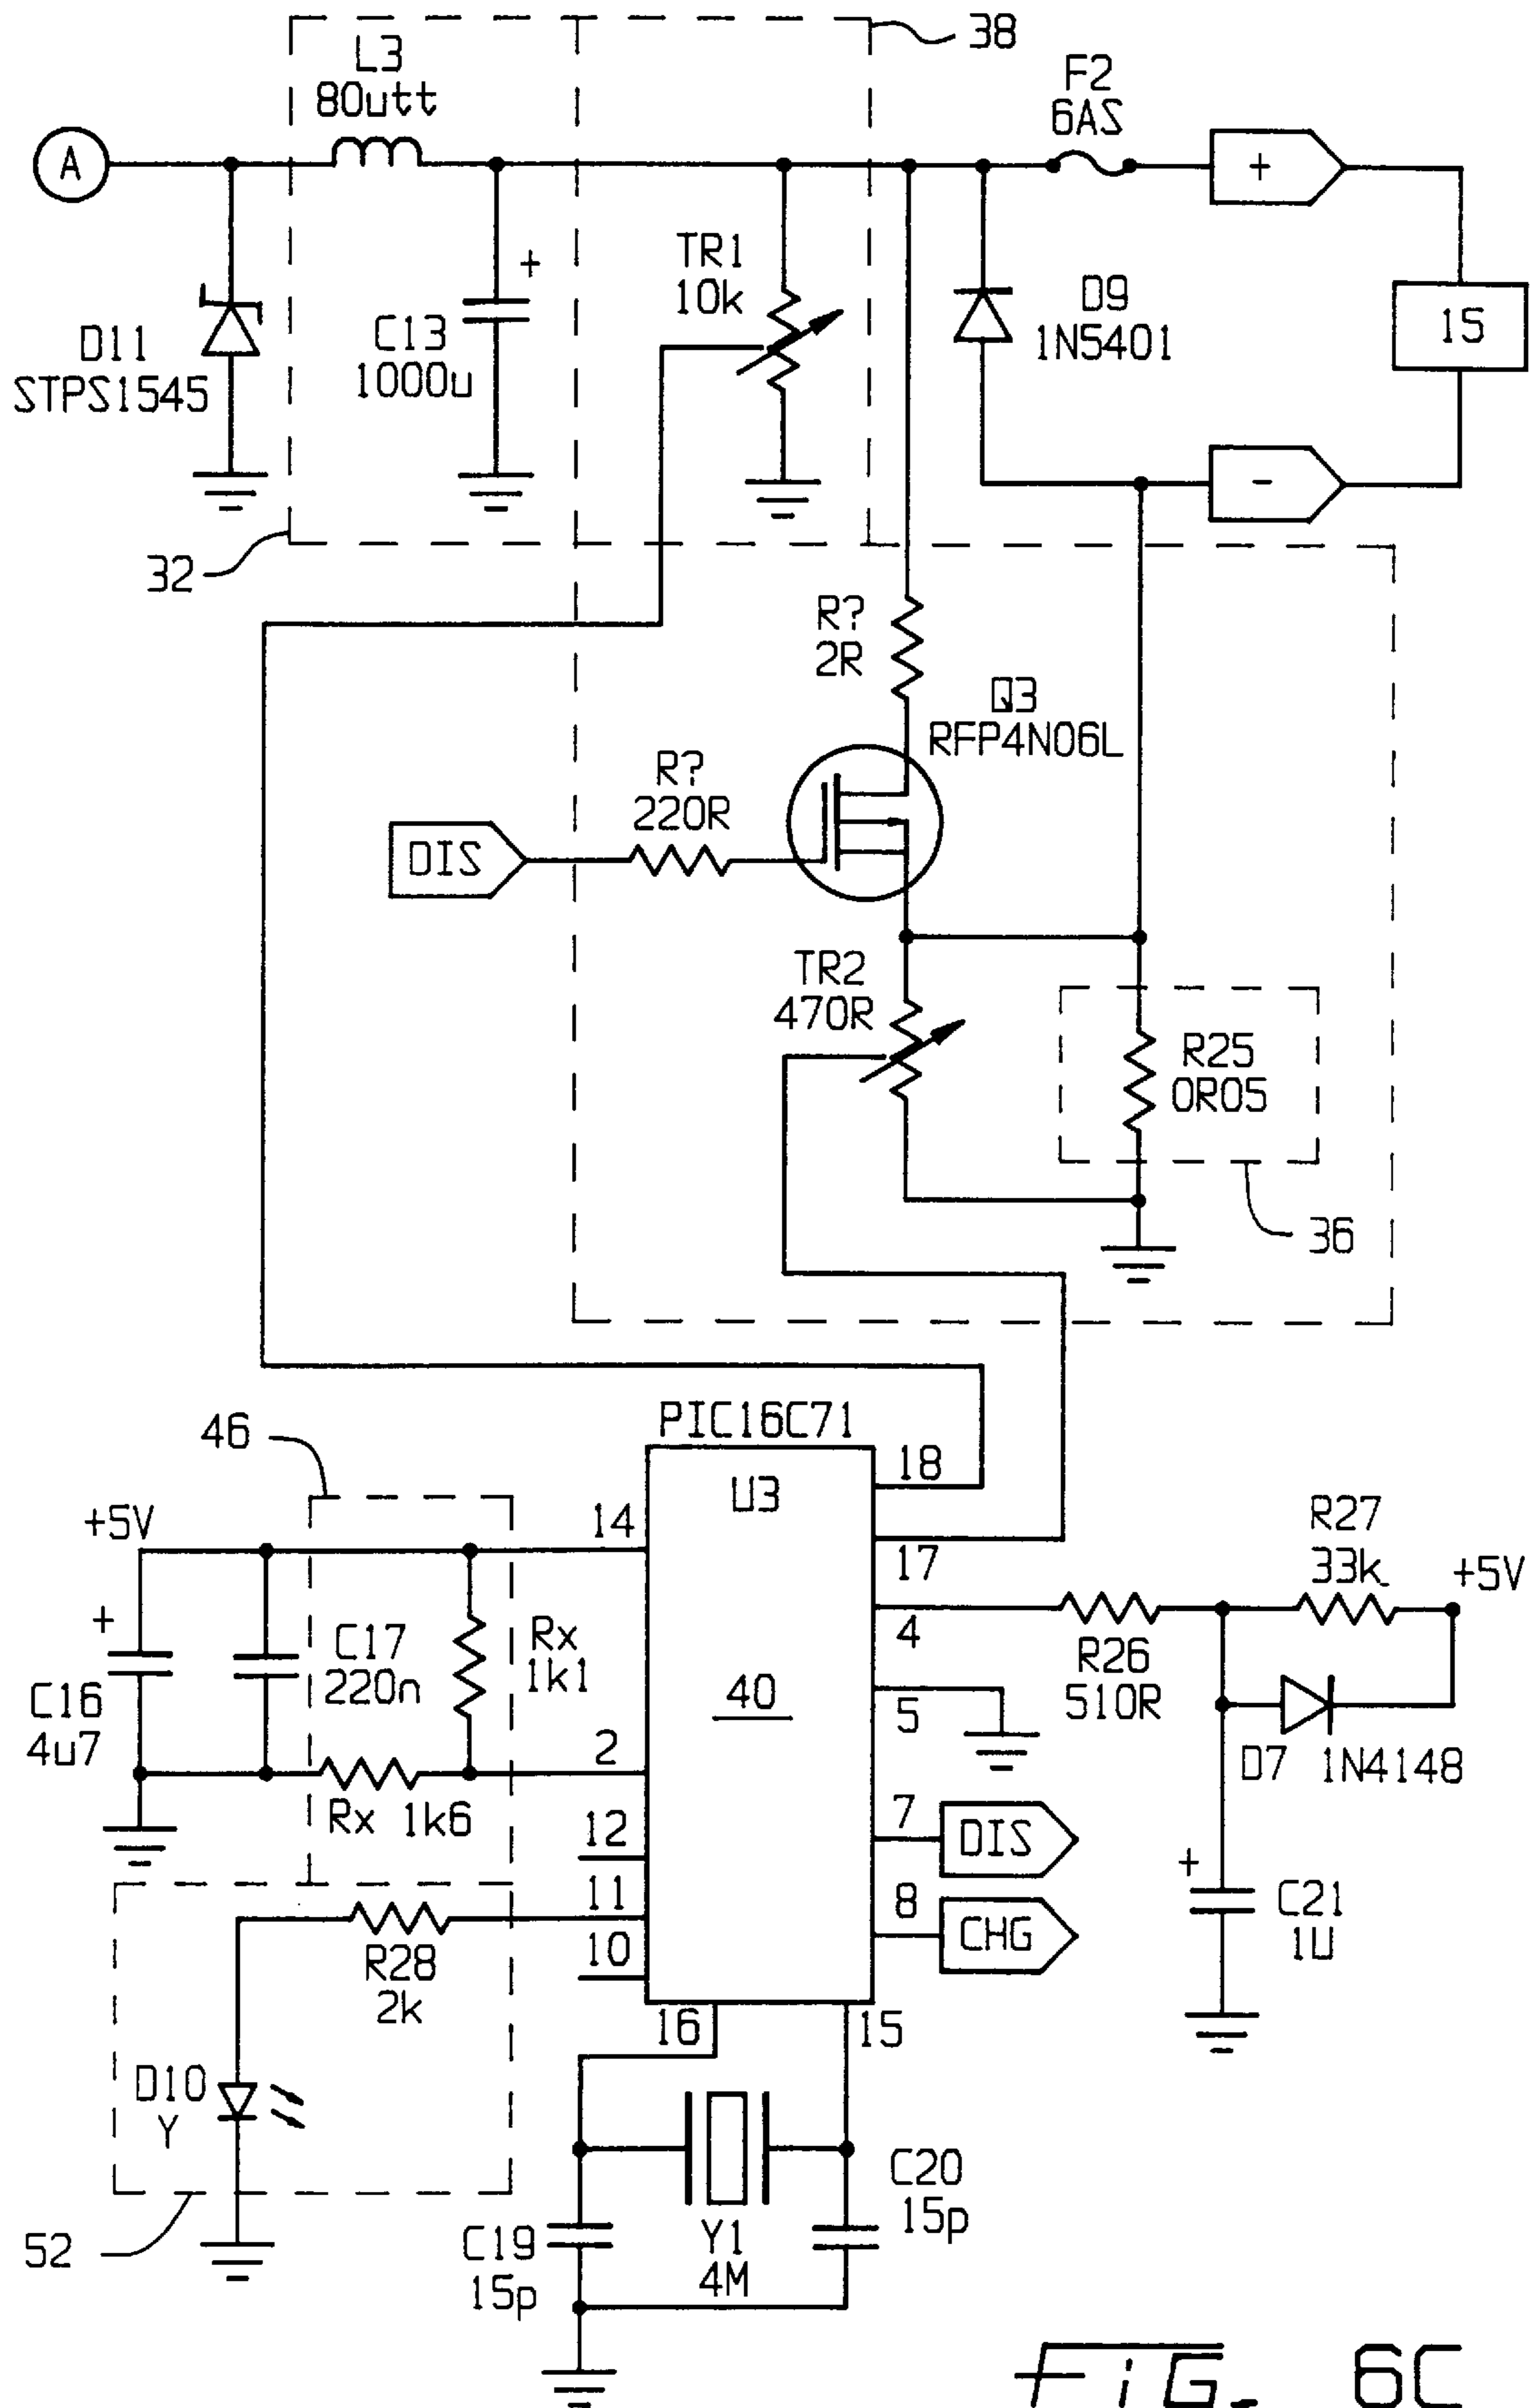 38
L3
80utt
F2
6AS
A
+
+
TR1
10k
D9
1N5401
15
D11
STPS1545
C13
1000u
-
32
R?
2R
Q3
RFP4N06L
R?
220R
DIS
TR2
470R
R25
0R05
36
PIC16C71
46
18
U3
+5V
14
R27
33k
+5V
17
+
C17
220n
Rx
1k1
4
R26
510R
C16
4u7
40
5
2
D7 1N4148
Rx 1k6
7
DIS
12
+
11
8
CHG
C21
1U
R28
2k
10
16
15
D10
Y
C20
15p
52
C19
15p
Y1
4M
FiG. 6C